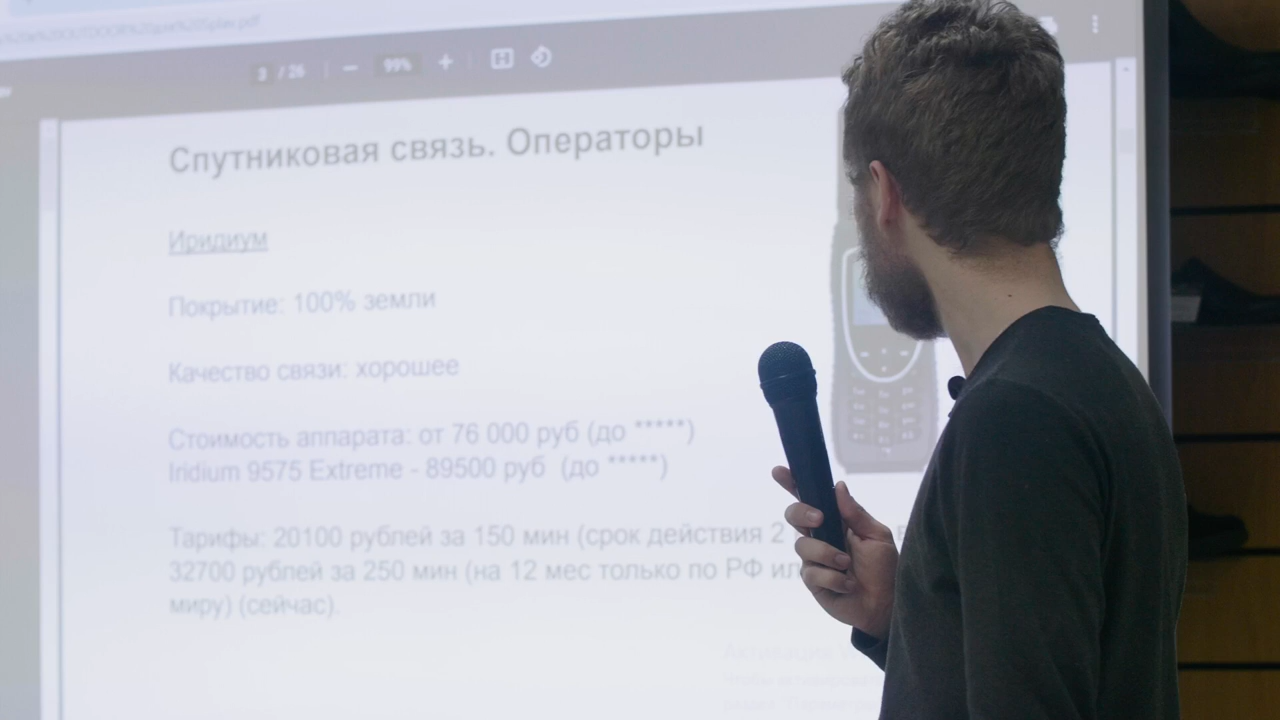 3 / 26 — 99% +
Спутниковая связь. Операторы
Иридиум
Покрытие: 100% земли
Качество связи: хорошее
Стоимость аппарата: от 76 000 руб (до *****)
Iridium 9575 Extreme - 89500 руб (до *****)
Тарифы: 20100 рублей за 150 мин (срок действия 2
32700 рублей за 250 мин (на 12 мес только по РФ
миру) (сейчас).
Активация